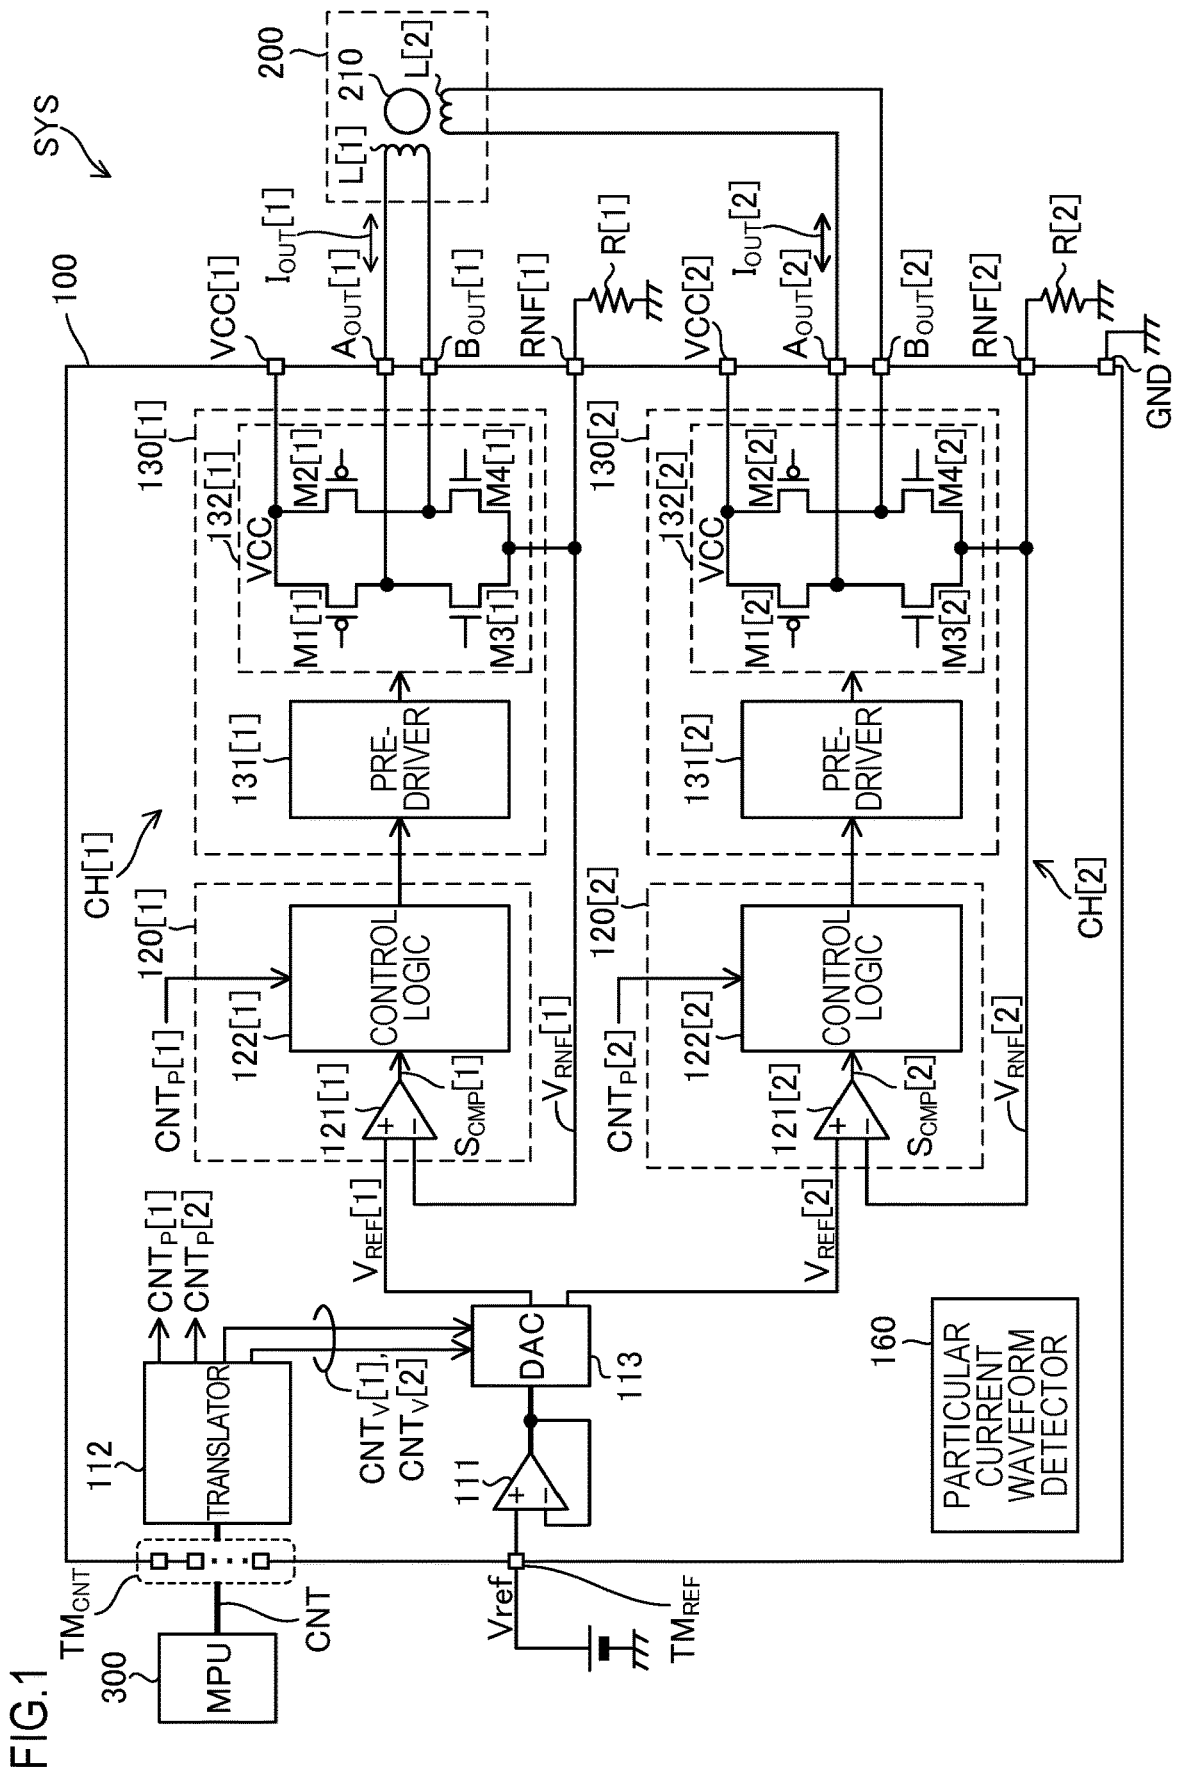 FIG.1
SYS
100
200
210
L[1]
L[2]
300
MPU
CNT
TMCNT
112
TRANSLATOR
CNTP[1]
CNTP[2]
CNTV[1],
CNTV[2]
Vref
TMREF
111
+
−
DAC
113
VREF[1]
VREF[2]
CH[1]
120[1]
CNTP[1]
122[1]
CONTROL
LOGIC
121[1]
+
−
SCMP[1]
VRNF[1]
130[1]
131[1]
PRE-
DRIVER
132[1]
VCC
M1[1]
M2[1]
M3[1]
M4[1]
VCC[1]
AOUT[1]
BOUT[1]
IOUT[1]
RNF[1]
R[1]
CH[2]
120[2]
CNTP[2]
122[2]
CONTROL
LOGIC
121[2]
+
−
SCMP[2]
VRNF[2]
130[2]
131[2]
PRE-
DRIVER
132[2]
VCC
M1[2]
M2[2]
M3[2]
M4[2]
VCC[2]
AOUT[2]
BOUT[2]
IOUT[2]
RNF[2]
R[2]
GND
160
PARTICULAR
CURRENT
WAVEFORM
DETECTOR